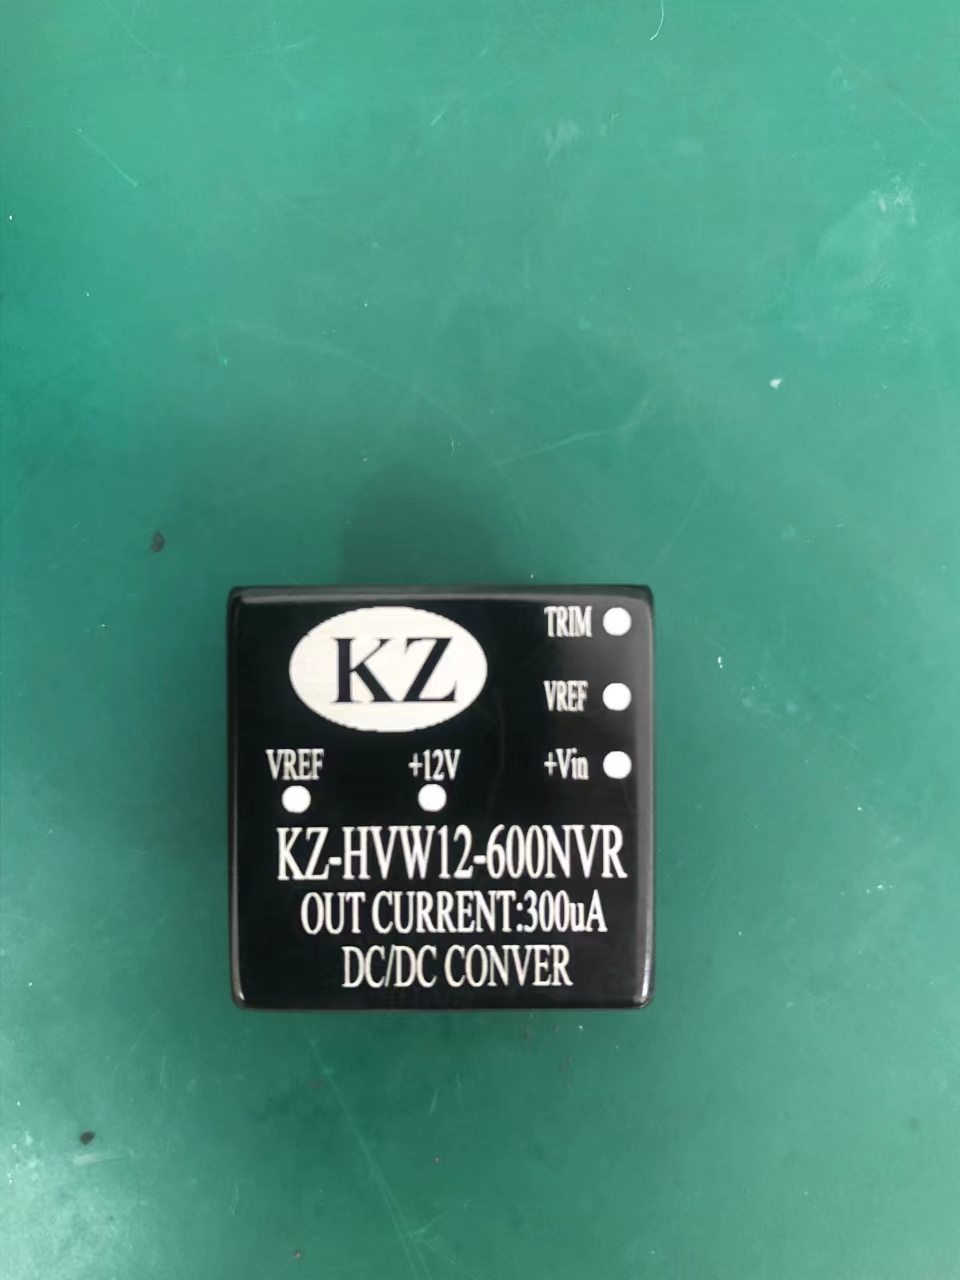 KZ
TRIM
VREF
+Vin
VREF
+12V
KZ-HVW12-600NVR
OUT CURRENT:300uA
DC/DC CONVER